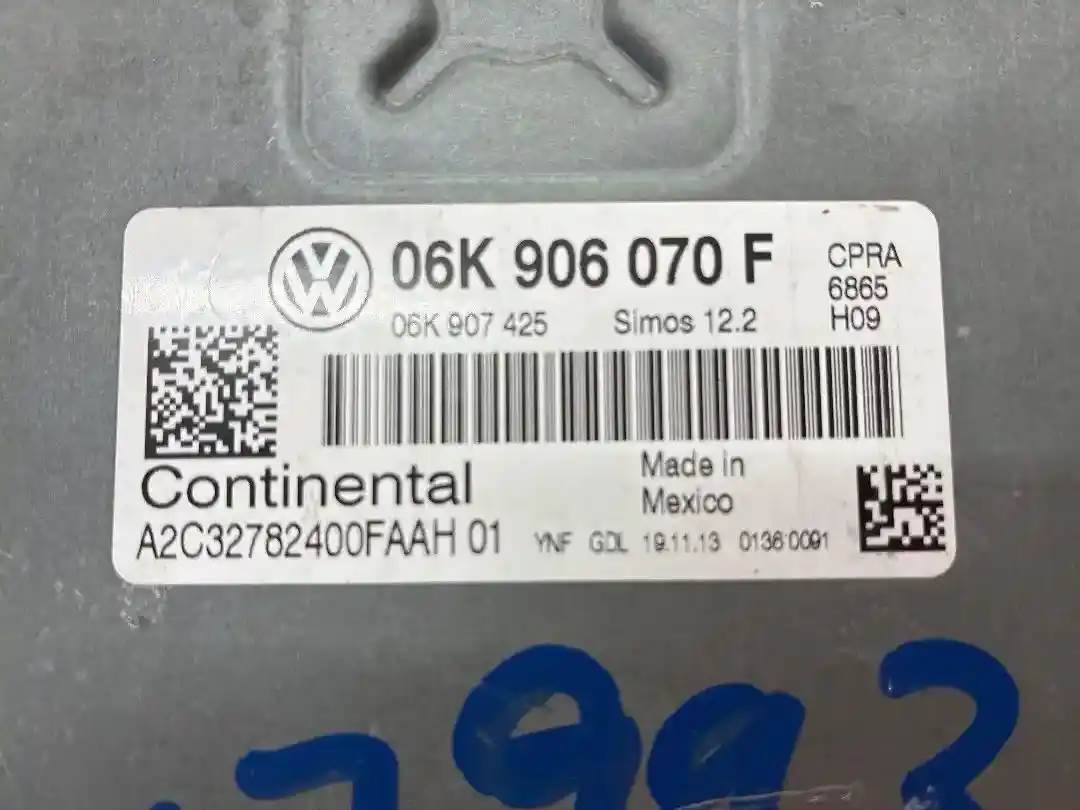 06K 906 070 F
CPRA
6865
H09
06K 907 425 Simos 12.2
Continental
Made in
Mexico
A2C32782400FAAH 01 YNF GDL 19.11.13 0136 0091